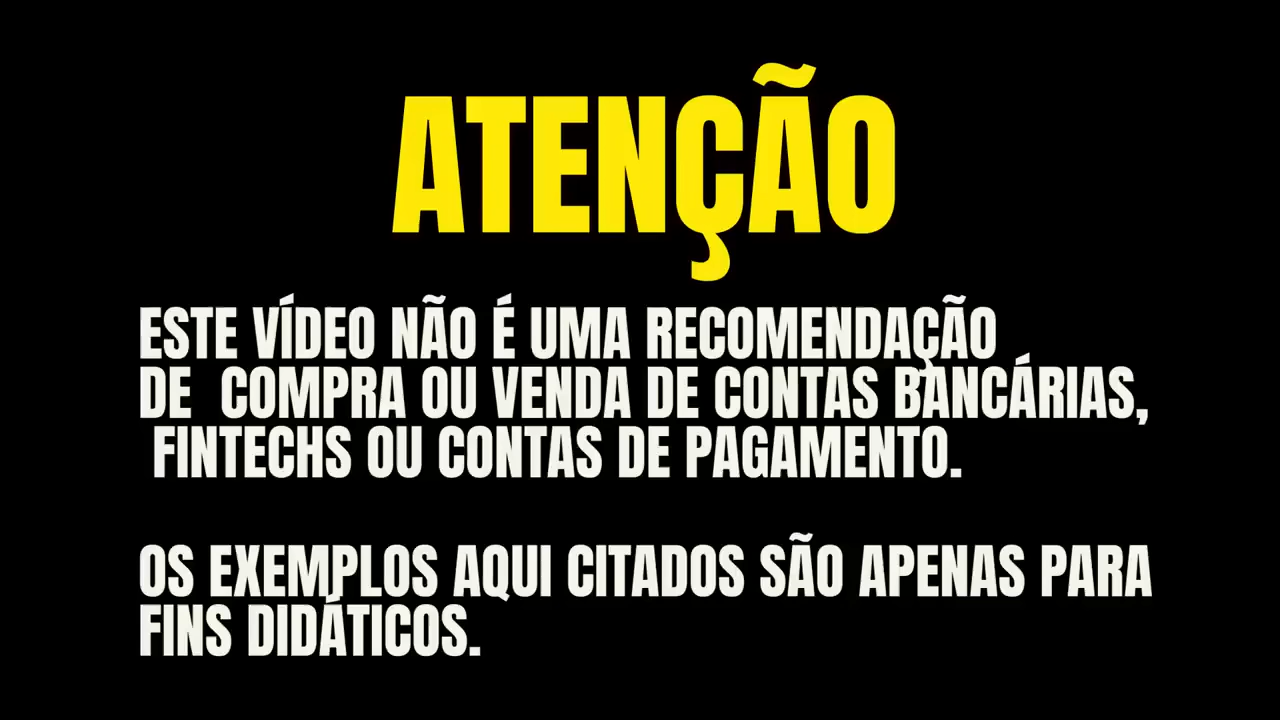 ATENÇÃO
ESTE VÍDEO NÃO É UMA RECOMENDAÇÃO
DE COMPRA OU VENDA DE CONTAS BANCÁRIAS,
FINTECHS OU CONTAS DE PAGAMENTO.
OS EXEMPLOS AQUI CITADOS SÃO APENAS PARA
FINS DIDÁTICOS.